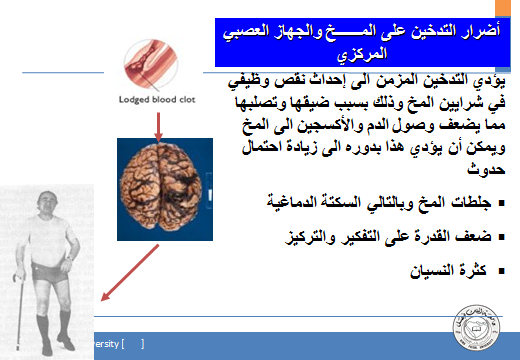 أضرار التدخين على المـــــــخ والجهاز العصبي
المركزي
يؤدي التدخين المزمن الى إحداث نقص وظيفي
في شرايين المخ وذلك بسبب ضيقها وتصلبها
مما يضعف وصول الدم والأكسجين الى المخ
ويمكن أن يؤدي هذا بدوره الى زيادة احتمال
حدوث
▪ جلطات المخ وبالتالي السكتة الدماغية
▪ ضعف القدرة على التفكير والتركيز
▪ كثرة النسيان
Lodged blood clot
versity [ ]